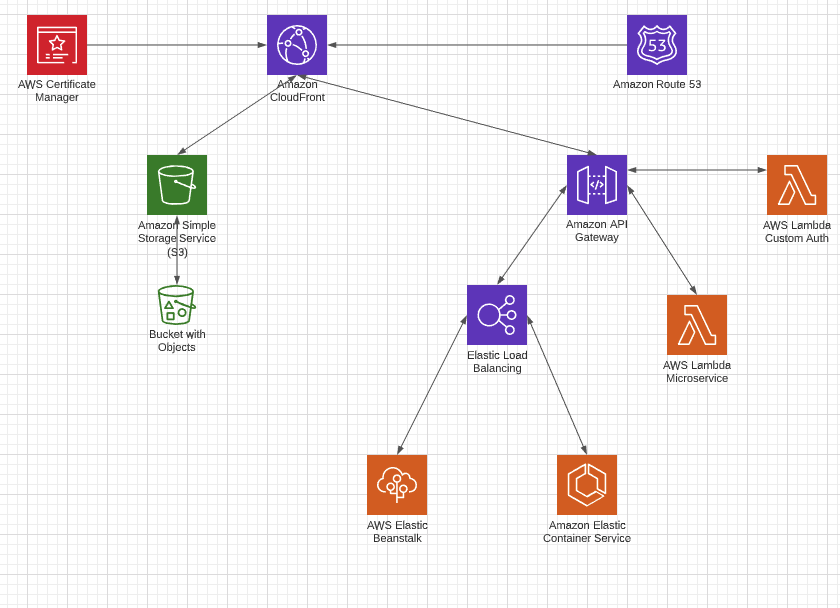 AWS Certificate
Manager
Amazon
CloudFront
53
Amazon Route 53
Amazon Simple
Storage Service
(S3)
</>
Amazon API
Gateway
AWS Lambda
Custom Auth
Bucket with
Objects
Elastic Load
Balancing
AWS Lambda
Microservice
AWS Elastic
Beanstalk
Amazon Elastic
Container Service